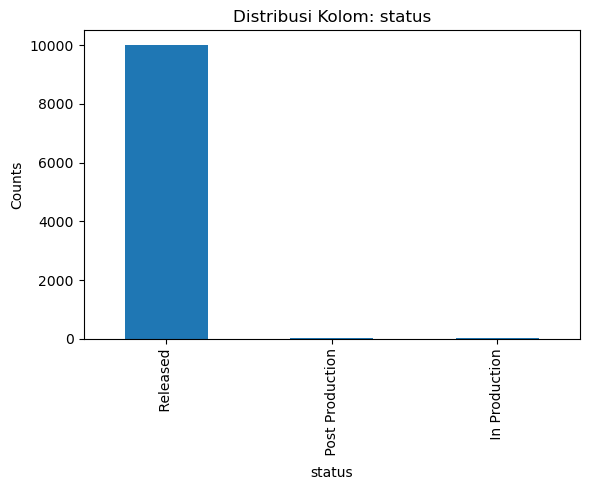 Distribusi Kolom: status
10000
8000
6000
4000
2000
0
Counts
Released
Post Production
In Production
status